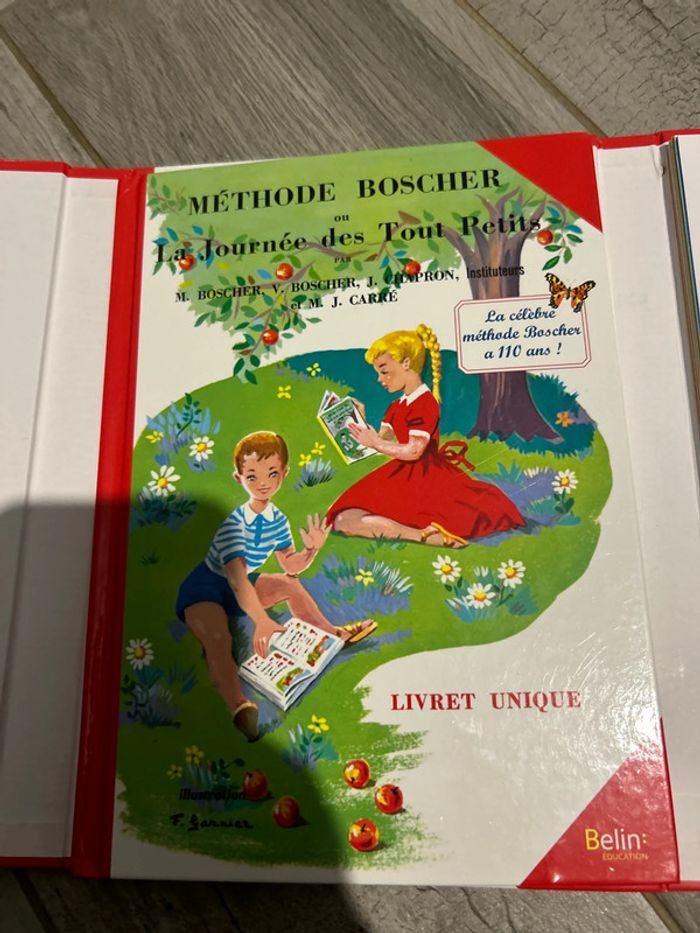 MÉTHODE BOSCHER
ou
La Journée des Tout Petits
PAR
M. BOSCHER, V. BOSCHER, J. CHAPRON, Instituteurs
et M. J. CARRÉ
La célèbre
méthode Boscher
a 110 ans !
LIVRET UNIQUE
illustration
F. Garnier
Belin:
ÉDUCATION